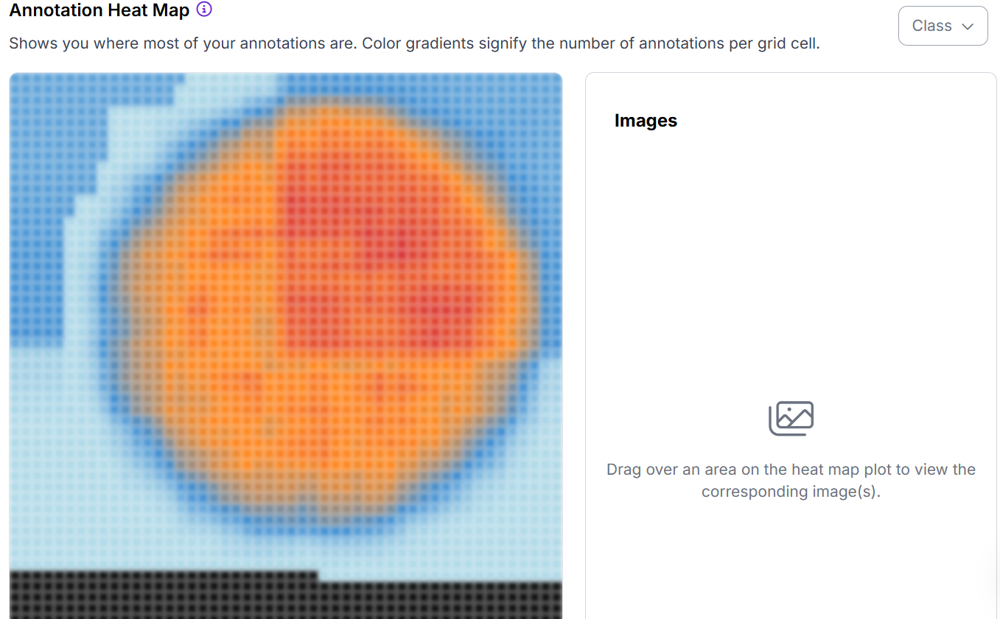 Annotation Heat Map
Class
Shows you where most of your annotations are. Color gradients signify the number of annotations per grid cell.
Images
Drag over an area on the heat map plot to view the
corresponding image(s).